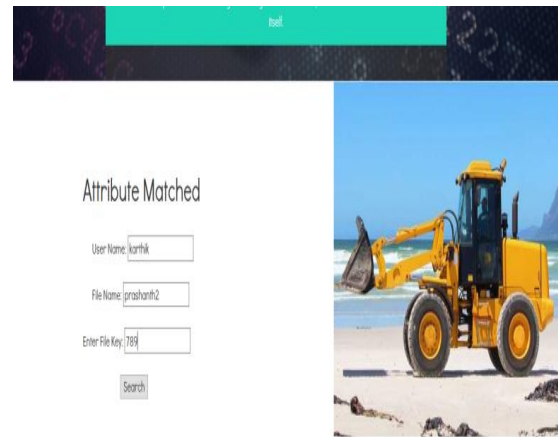 itself.
Attribute Matched
User Name: karthik
File Name: prashanth2
Enter File Key: 789
Search